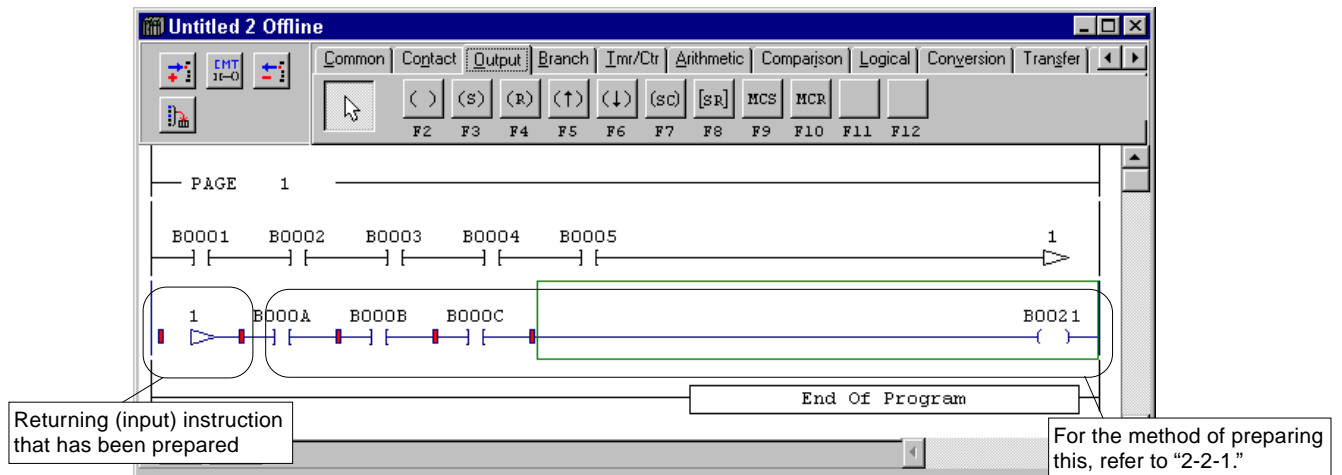 Untitled 2 Offline
CMT
Common Contact Output Branch Tmr/Ctr Arithmetic Comparison Logical Conversion Transfer
( ) (S) (R) (↑) (↓) (SC) [SR] MCS MCR
F2 F3 F4 F5 F6 F7 F8 F9 F10 F11 F12
PAGE 1
B0001 B0002 B0003 B0004 B0005 1
1 B000A B000B B000C B0021
End Of Program
Returning (input) instruction
that has been prepared
For the method of preparing
this, refer to “2-2-1.”